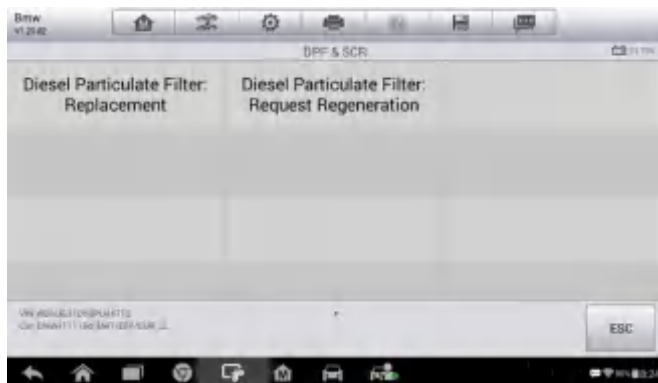 Bmw
DPF & SCR
Diesel Particulate Filter:
Replacement
Diesel Particulate Filter:
Request Regeneration
ESC